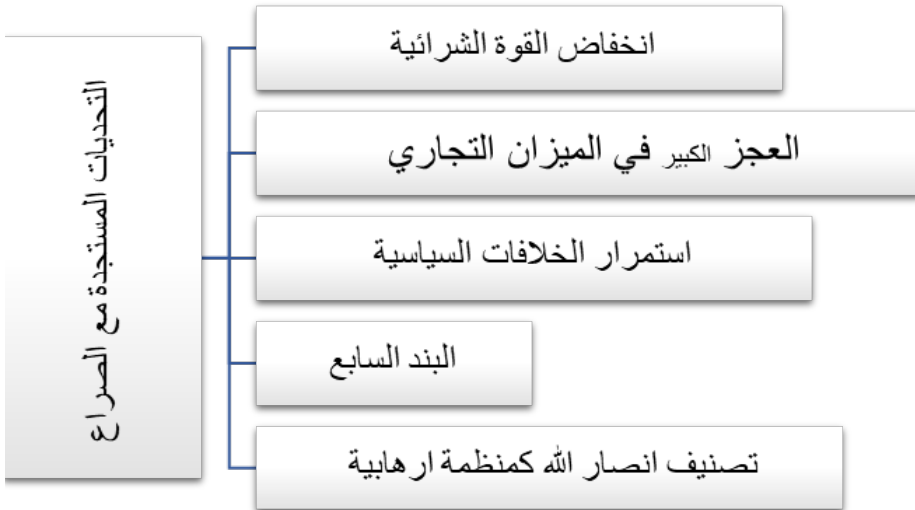 التحديات المستجدة مع الصراع
انخفاض القوة الشرائية
العجز الكبير في الميزان التجاري
استمرار الخلافات السياسية
البند السابع
تصنيف انصار الله كمنظمة ارهابية